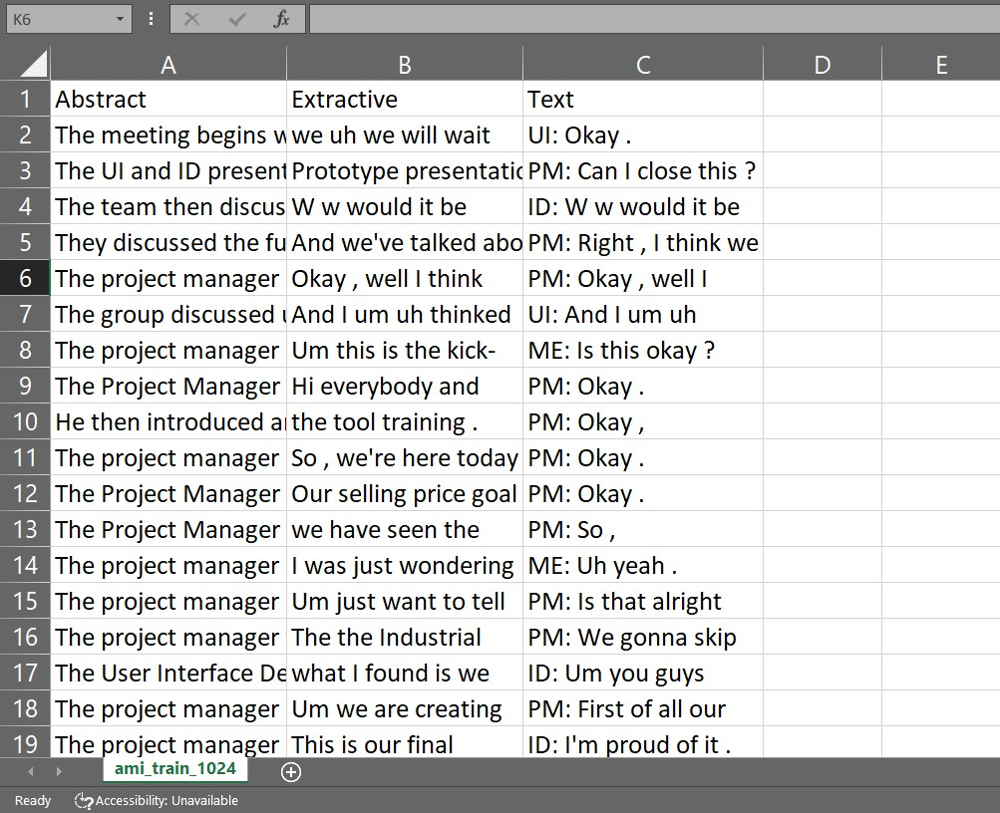 K6
fx
A B C D E
1 Abstract Extractive Text
2 The meeting begins w we uh we will wait UI: Okay .
3 The UI and ID present Prototype presentatio PM: Can I close this ?
4 The team then discus W w would it be ID: W w would it be
5 They discussed the fu And we've talked abo PM: Right , I think we
6 The project manager Okay , well I think PM: Okay , well I
7 The group discussed And I um uh thinked UI: And I um uh
8 The project manager Um this is the kick- ME: Is this okay ?
9 The Project Manager Hi everybody and PM: Okay .
10 He then introduced a the tool training . PM: Okay ,
11 The project manager So , we're here today PM: Okay .
12 The Project Manager Our selling price goal PM: Okay .
13 The Project Manager we have seen the PM: So ,
14 The project manager I was just wondering ME: Uh yeah .
15 The project manager Um just want to tell PM: Is that alright
16 The project manager The the Industrial PM: We gonna skip
17 The User Interface De what I found is we ID: Um you guys
18 The project manager Um we are creating PM: First of all our
19 The project manager This is our final ID: I'm proud of it .
ami_train_1024
Ready Accessibility: Unavailable